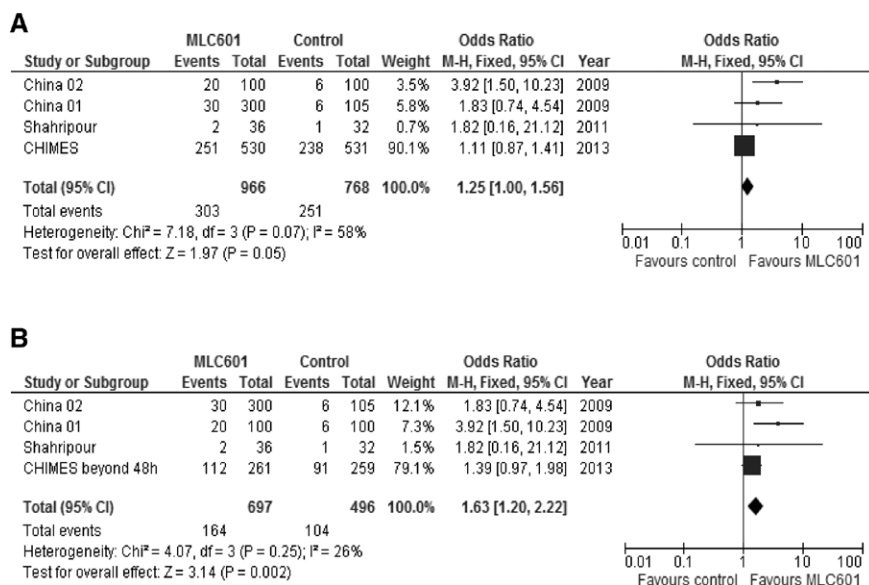 A
MLC601 Control Odds Ratio Odds Ratio
Study or Subgroup Events Total Events Total Weight M-H, Fixed, 95% CI Year M-H, Fixed, 95% CI
China 02 20 100 6 100 3.5% 3.92 [1.50, 10.23] 2009
China 01 30 300 6 105 5.8% 1.83 [0.74, 4.54] 2009
Shahripour 2 36 1 32 0.7% 1.82 [0.16, 21.12] 2011
CHIMES 251 530 238 531 90.1% 1.11 [0.87, 1.41] 2013
Total (95% CI) 966 768 100.0% 1.25 [1.00, 1.56]
Total events 303 251
Heterogeneity: Chi² = 7.18, df = 3 (P = 0.07); I² = 58%
Test for overall effect: Z = 1.97 (P = 0.05)
0.01 0.1 1 10 100
Favours control Favours MLC601
B
MLC601 Control Odds Ratio Odds Ratio
Study or Subgroup Events Total Events Total Weight M-H, Fixed, 95% CI Year M-H, Fixed, 95% CI
China 02 30 300 6 105 12.1% 1.83 [0.74, 4.54] 2009
China 01 20 100 6 100 7.3% 3.92 [1.50, 10.23] 2009
Shahripour 2 36 1 32 1.5% 1.82 [0.16, 21.12] 2011
CHIMES beyond 48h 112 261 91 259 79.1% 1.39 [0.97, 1.98] 2013
Total (95% CI) 697 496 100.0% 1.63 [1.20, 2.22]
Total events 164 104
Heterogeneity: Chi² = 4.07, df = 3 (P = 0.25); I² = 26%
Test for overall effect: Z = 3.14 (P = 0.002)
0.01 0.1 1 10 100
Favours control Favours MLC601